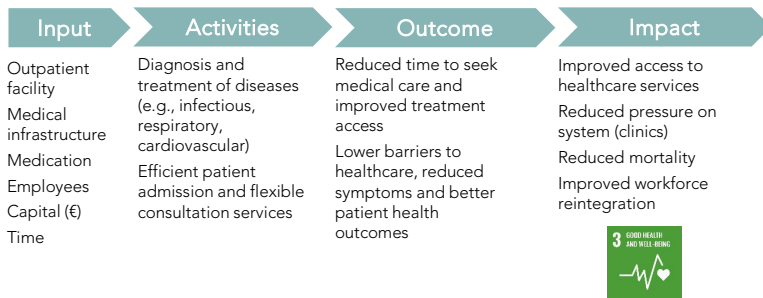 Input
Activities
Outcome
Impact
Outpatient
facility
Medical
infrastructure
Medication
Employees
Capital (€)
Time
Diagnosis and
treatment of diseases
(e.g., infectious,
respiratory,
cardiovascular)
Efficient patient
admission and flexible
consultation services
Reduced time to seek
medical care and
improved treatment
access
Lower barriers to
healthcare, reduced
symptoms and better
patient health
outcomes
Improved access to
healthcare services
Reduced pressure on
system (clinics)
Reduced mortality
Improved workforce
reintegration
3 GOOD HEALTH
AND WELL-BEING